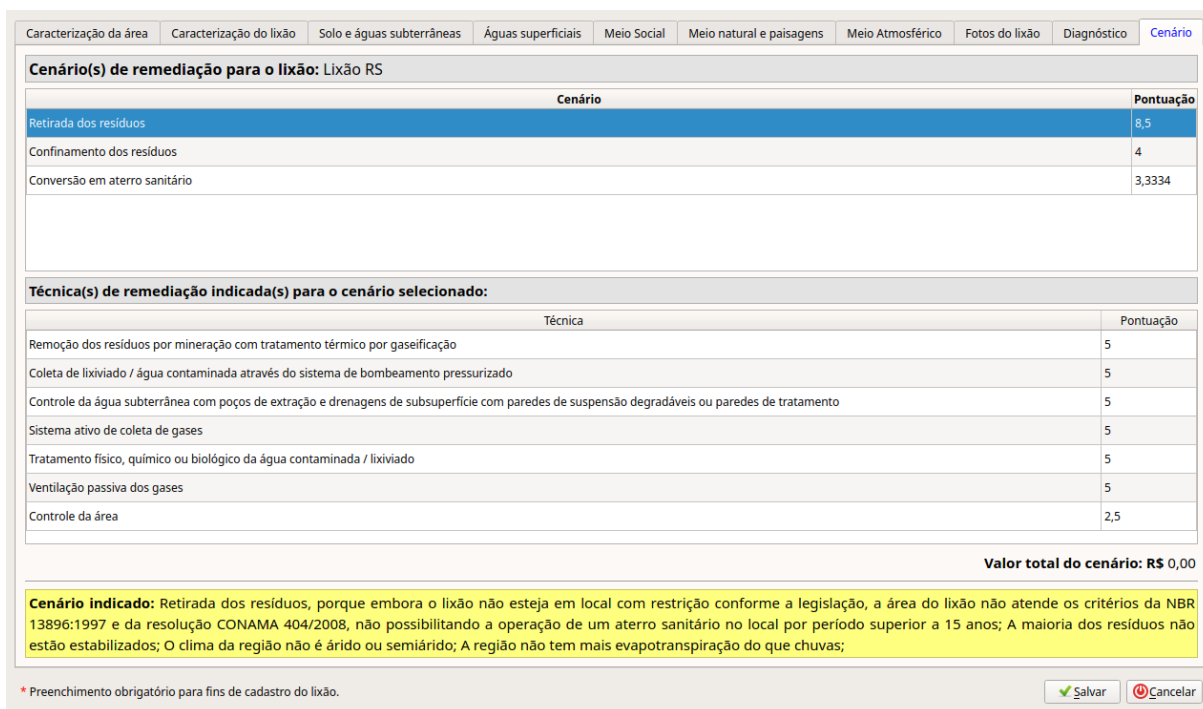 Caracterização da área Caracterização do lixão Solo e águas subterrâneas Águas superficiais Meio Social Meio natural e paisagens Meio Atmosférico Fotos do lixão Diagnóstico Cenário
Cenário(s) de remediação para o lixão: Lixão RS
Cenário Pontuação
Retirada dos resíduos 8,5
Confinamento dos resíduos 4
Conversão em aterro sanitário 3,3334
Técnica(s) de remediação indicada(s) para o cenário selecionado:
Técnica Pontuação
Remoção dos resíduos por mineração com tratamento térmico por gaseificação 5
Coleta de lixiviado / água contaminada através do sistema de bombeamento pressurizado 5
Controle da água subterrânea com poços de extração e drenagens de subsuperfície com paredes de suspensão degradáveis ou paredes de tratamento 5
Sistema ativo de coleta de gases 5
Tratamento físico, químico ou biológico da água contaminada / lixiviado 5
Ventilação passiva dos gases 5
Controle da área 2,5
Valor total do cenário: R$ 0,00
Cenário indicado: Retirada dos resíduos, porque embora o lixão não esteja em local com restrição conforme a legislação, a área do lixão não atende os critérios da NBR
13896:1997 e da resolução CONAMA 404/2008, não possibilitando a operação de um aterro sanitário no local por período superior a 15 anos; A maioria dos resíduos não
estão estabilizados; O clima da região não é árido ou semiárido; A região não tem mais evapotranspiração do que chuvas;
* Preenchimento obrigatório para fins de cadastro do lixão. Salvar Cancelar